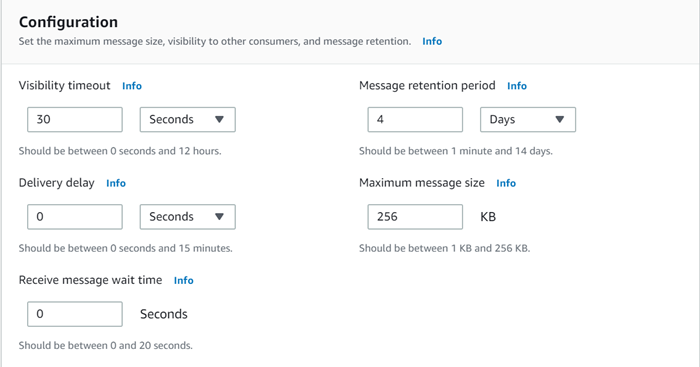 Configuration
Set the maximum message size, visibility to other consumers, and message retention. Info
Visibility timeout Info
30 Seconds
Should be between 0 seconds and 12 hours.
Message retention period Info
4 Days
Should be between 1 minute and 14 days.
Delivery delay Info
0 Seconds
Should be between 0 seconds and 15 minutes.
Maximum message size Info
256 KB
Should be between 1 KB and 256 KB.
Receive message wait time Info
0 Seconds
Should be between 0 and 20 seconds.